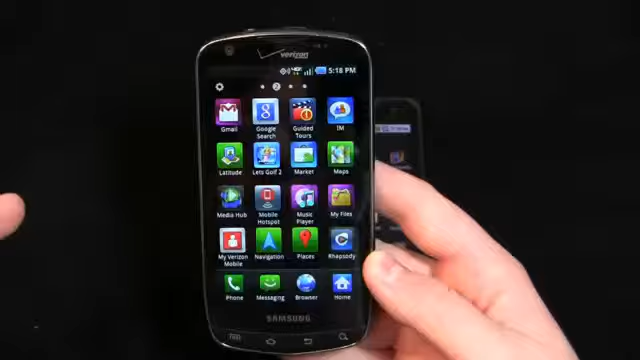 verizon
5:18 PM
2
Gmail
Google Search
Guided Tours
IM
Latitude
Lets Golf 2
Market
Maps
Media Hub
Mobile Hotspot
Music Player
My Files
My Verizon Mobile
Navigation
Places
Rhapsody
Phone
Messaging
Browser
Home
SAMSUNG